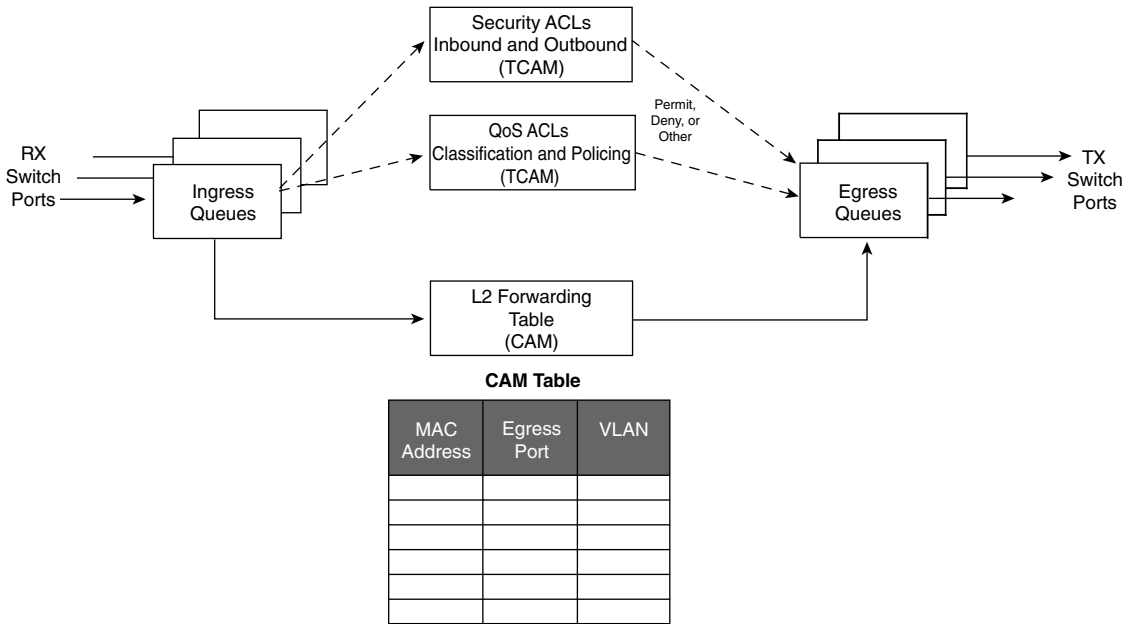 Security ACLs
Inbound and Outbound
(TCAM)
Permit,
Deny, or
Other
QoS ACLs
Classification and Policing
(TCAM)
RX
Switch
Ports
Ingress
Queues
Egress
Queues
TX
Switch
Ports
L2 Forwarding
Table
(CAM)
CAM Table
MAC
Address
Egress
Port
VLAN